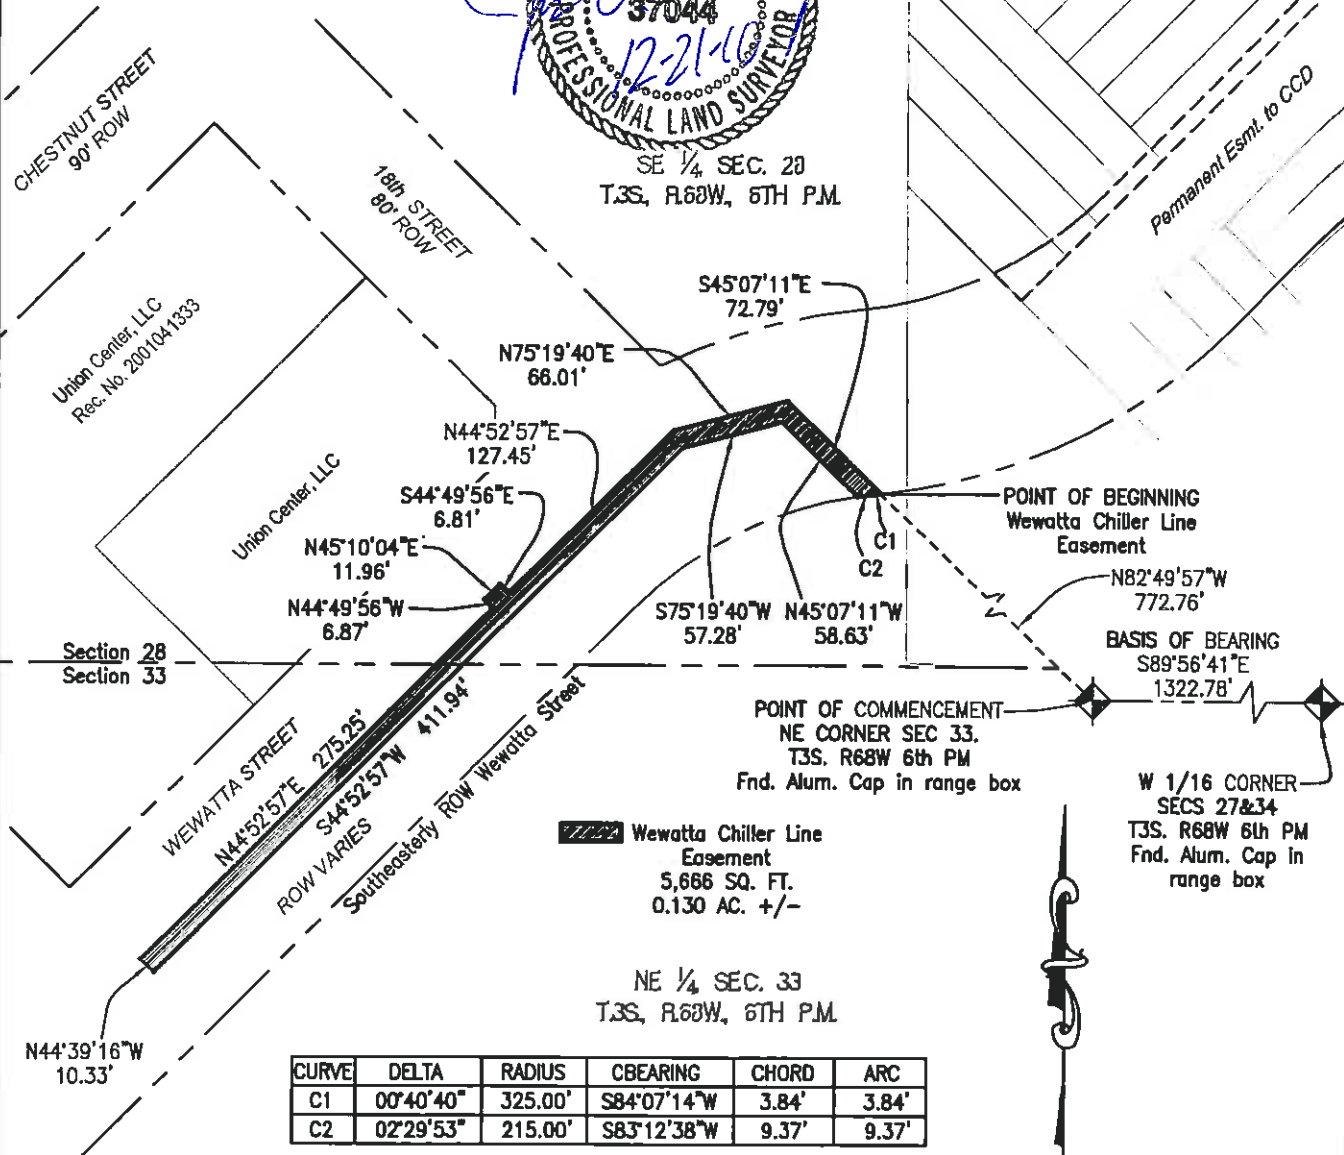 37044
12-21-10
PROFESSIONAL LAND SURVEYOR
SE 1/4 SEC. 28
T.3S., R.68W., 6TH P.M.
CHESTNUT STREET
90' ROW
18th STREET
80' ROW
Permanent Esmt. to CCD
Union Center, LLC
Rec. No. 2001041333
Union Center, LLC
S45°07'11"E
72.79'
N75°19'40"E
66.01'
N44°52'57"E
127.45'
S44°49'56"E
6.81'
N45°10'04"E
11.96'
N44°49'56"W
6.87'
POINT OF BEGINNING
Wewatta Chiller Line
Easement
C1
C2
N82°49'57"W
772.76'
S75°19'40"W
57.28'
N45°07'11"W
58.63'
BASIS OF BEARING
S89°56'41"E
1322.78'
Section 28
Section 33
POINT OF COMMENCEMENT
NE CORNER SEC 33.
T3S. R68W 6th PM
Fnd. Alum. Cap in range box
W 1/16 CORNER
SECS 27&34
T3S. R68W 6th PM
Fnd. Alum. Cap in
range box
WEWATTA STREET
N44°52'57"E 275.25'
S44°52'57"W 411.94'
ROW VARIES
Southeasterly ROW Wewatta Street
Wewatta Chiller Line
Easement
5,666 SQ. FT.
0.130 AC. +/-
NE 1/4 SEC. 33
T.3S., R.68W., 6TH P.M.
N44°39'16"W
10.33'
CURVE DELTA RADIUS CBEARING CHORD ARC
C1 00°40'40" 325.00' S84°07'14"W 3.84' 3.84'
C2 02°29'53" 215.00' S83°12'38"W 9.37' 9.37'